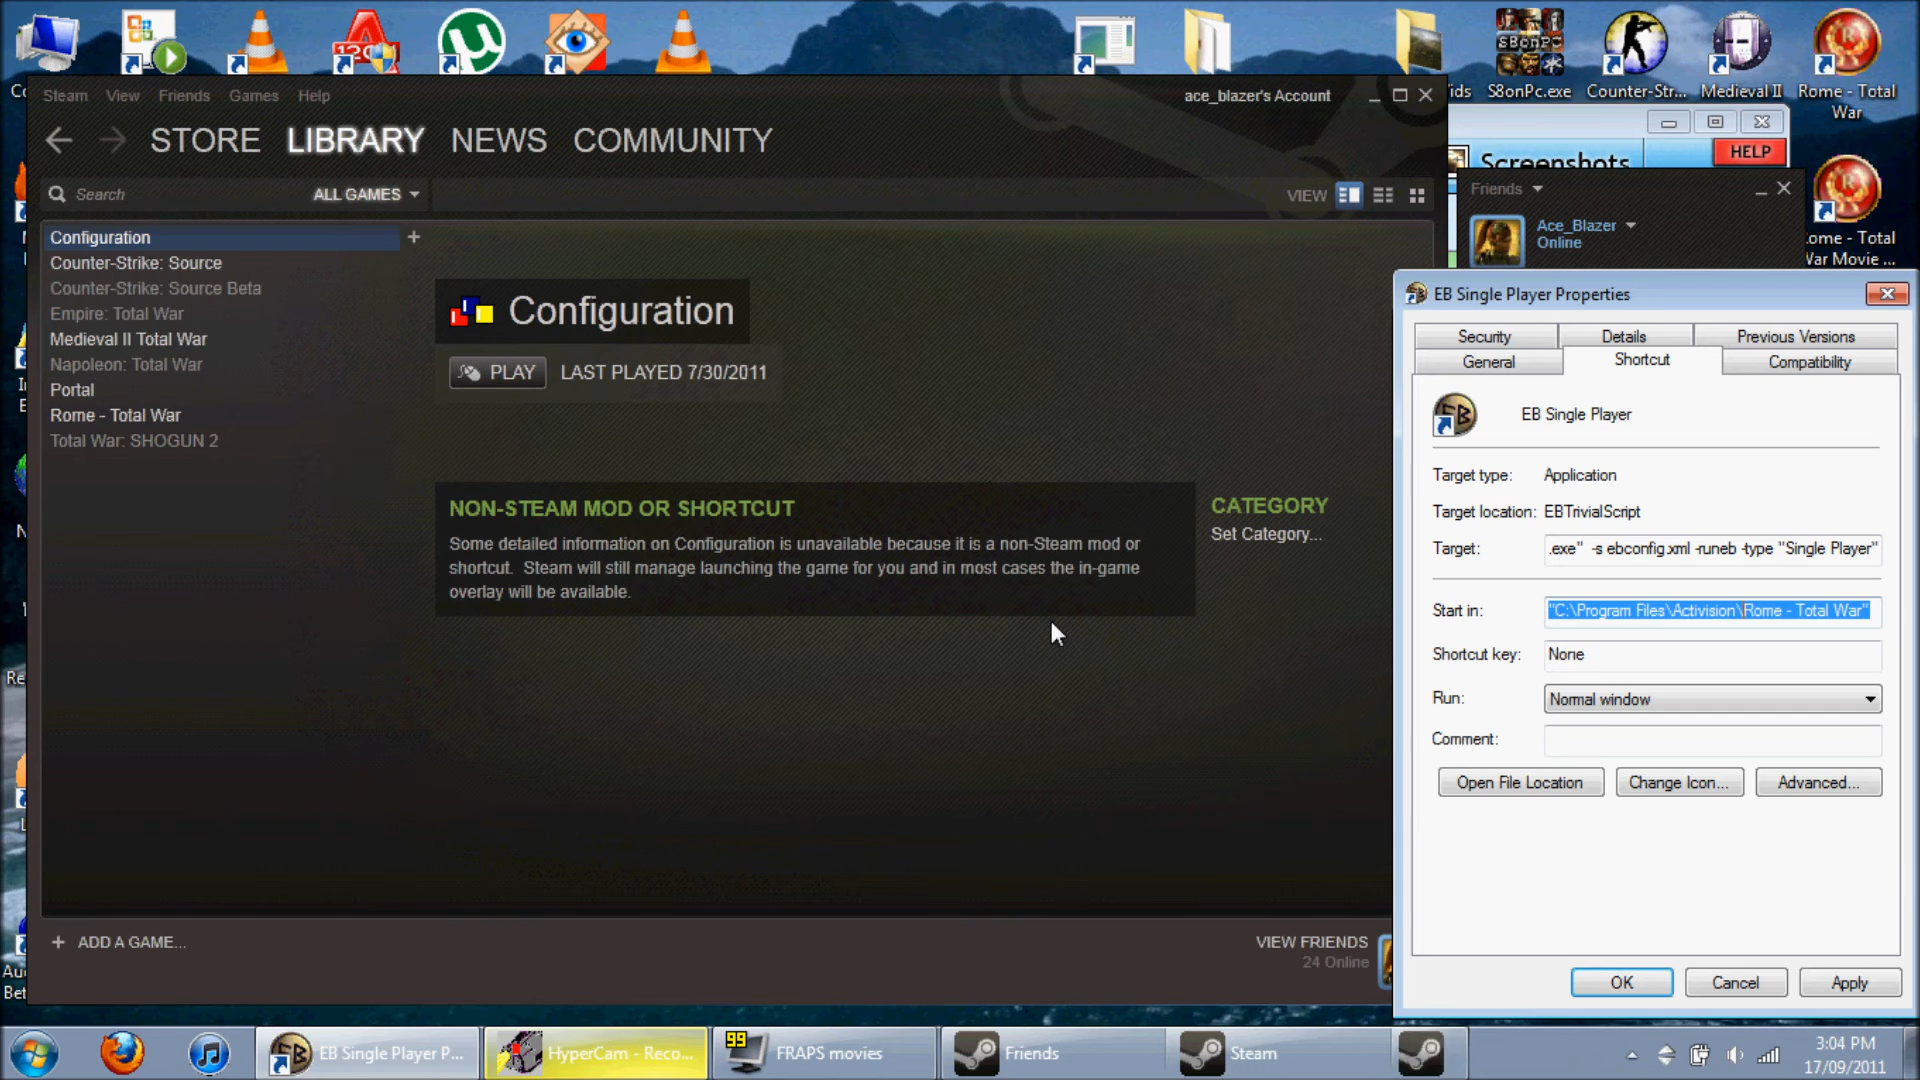 S8onPC
S8onPc.exe
Counter-Str...
Medieval II
Rome - Total
War
Steam
View
Friends
Games
Help
ace_blazer's Account
STORE
LIBRARY
NEWS
COMMUNITY
Screenshots
HELP
Search
ALL GAMES
VIEW
Friends
Ace_Blazer
Online
ome - Total
War Movie ...
Configuration
Counter-Strike: Source
Counter-Strike: Source Beta
Empire: Total War
Medieval II Total War
Napoleon: Total War
Portal
Rome - Total War
Total War: SHOGUN 2
Configuration
PLAY
LAST PLAYED 7/30/2011
NON-STEAM MOD OR SHORTCUT
Some detailed information on Configuration is unavailable because it is a non-Steam mod or
shortcut. Steam will still manage launching the game for you and in most cases the in-game
overlay will be available.
CATEGORY
Set Category...
ADD A GAME...
VIEW FRIENDS
24 Online
EB Single Player Properties
Security
Details
Previous Versions
General
Shortcut
Compatibility
EB Single Player
Target type:
Application
Target location:
EBTrivialScript
Target:
.exe" -s ebconfig.xml -runeb -type "Single Player"
Start in:
"C:\Program Files\Activision\Rome - Total War"
Shortcut key:
None
Run:
Normal window
Comment:
Open File Location
Change Icon...
Advanced...
OK
Cancel
Apply
EB Single Player P...
HyperCam - Reco...
99
FRAPS movies
Friends
Steam
3:04 PM
17/09/2011